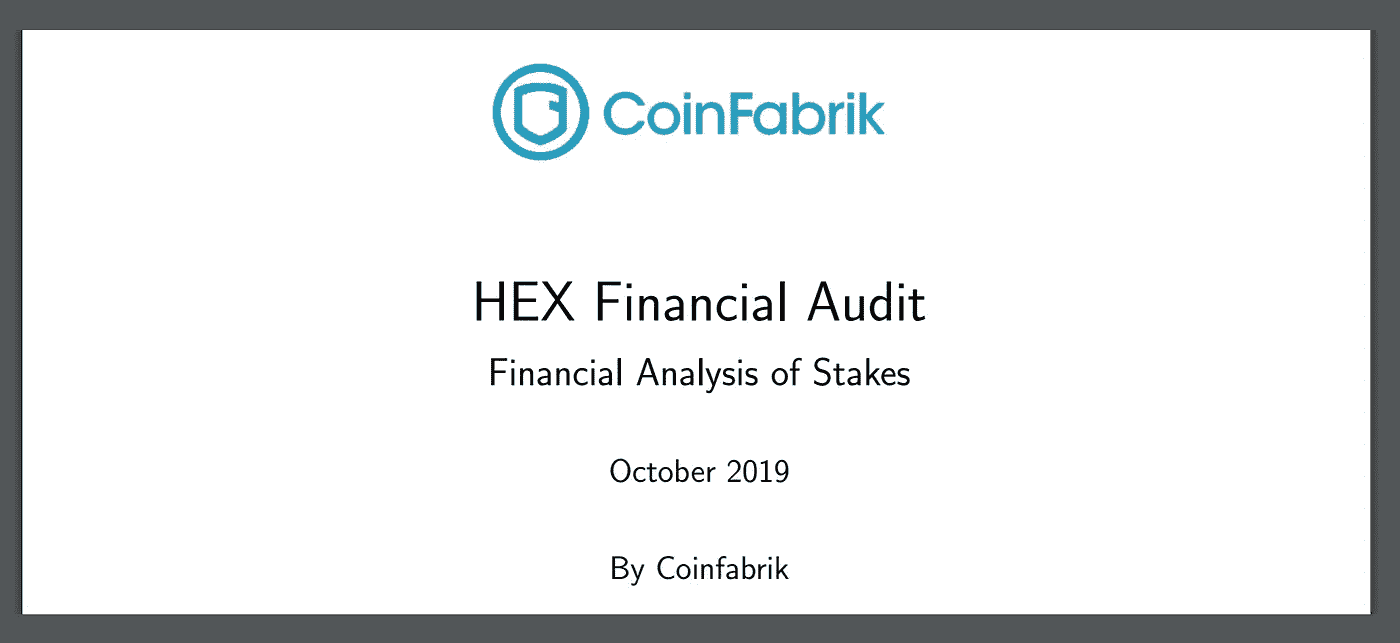 CoinFabrik
HEX Financial Audit
Financial Analysis of Stakes
October 2019
By Coinfabrik